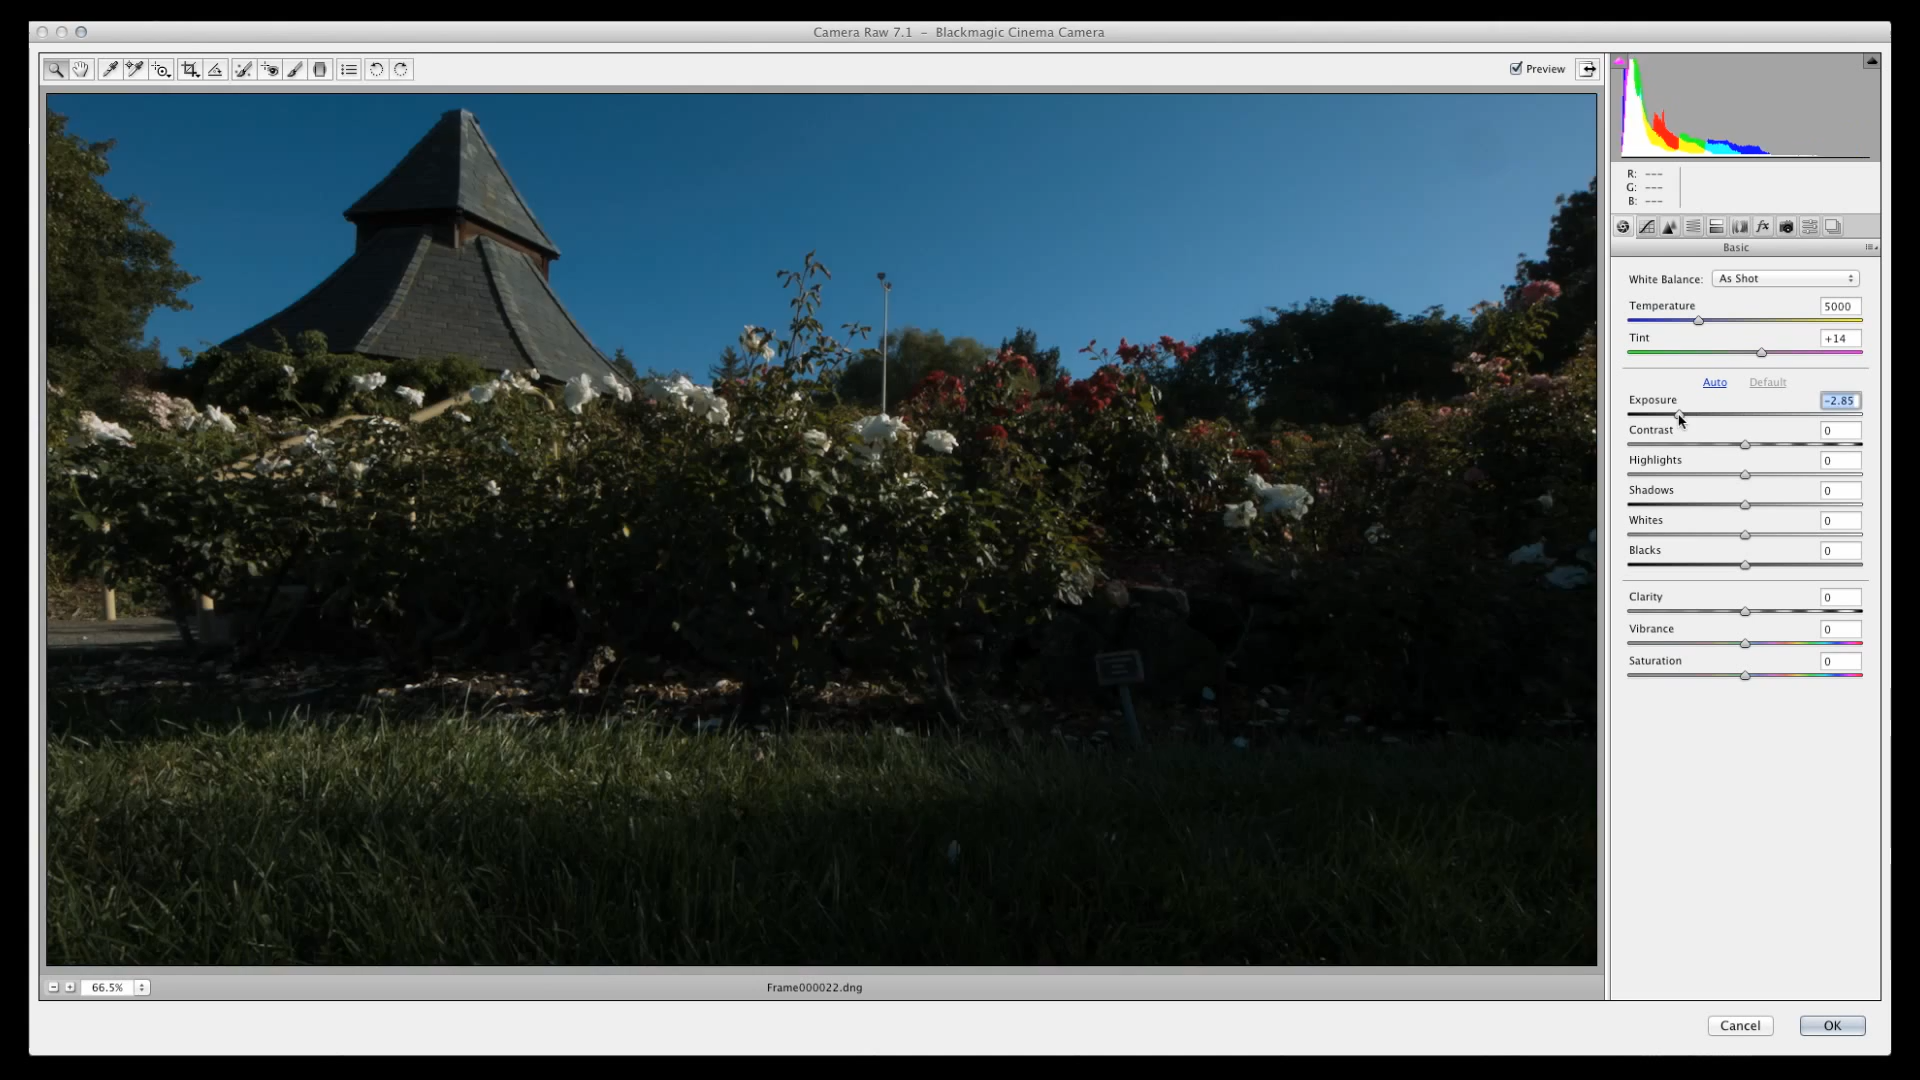 Camera Raw 7.1 – Blackmagic Cinema Camera
Preview
R: ---
G: ---
B: ---
fx
Basic
White Balance: As Shot
Temperature 5000
Tint +14
Auto Default
Exposure -2.85
Contrast 0
Highlights 0
Shadows 0
Whites 0
Blacks 0
Clarity 0
Vibrance 0
Saturation 0
66.5% Frame000022.dng
Cancel OK